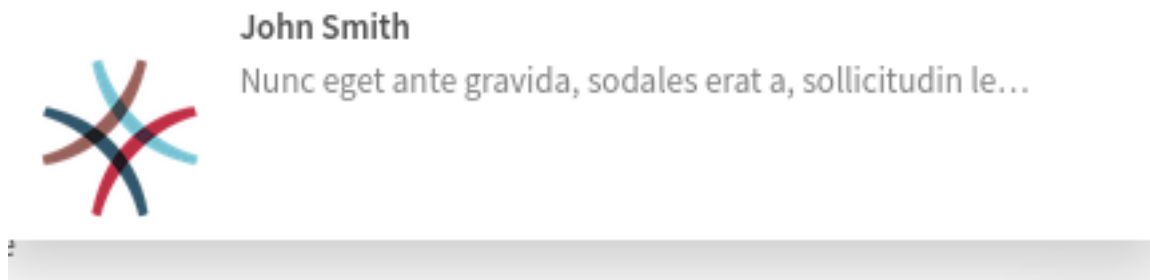 John Smith
Nunc eget ante gravida, sodales erat a, sollicitudin le…